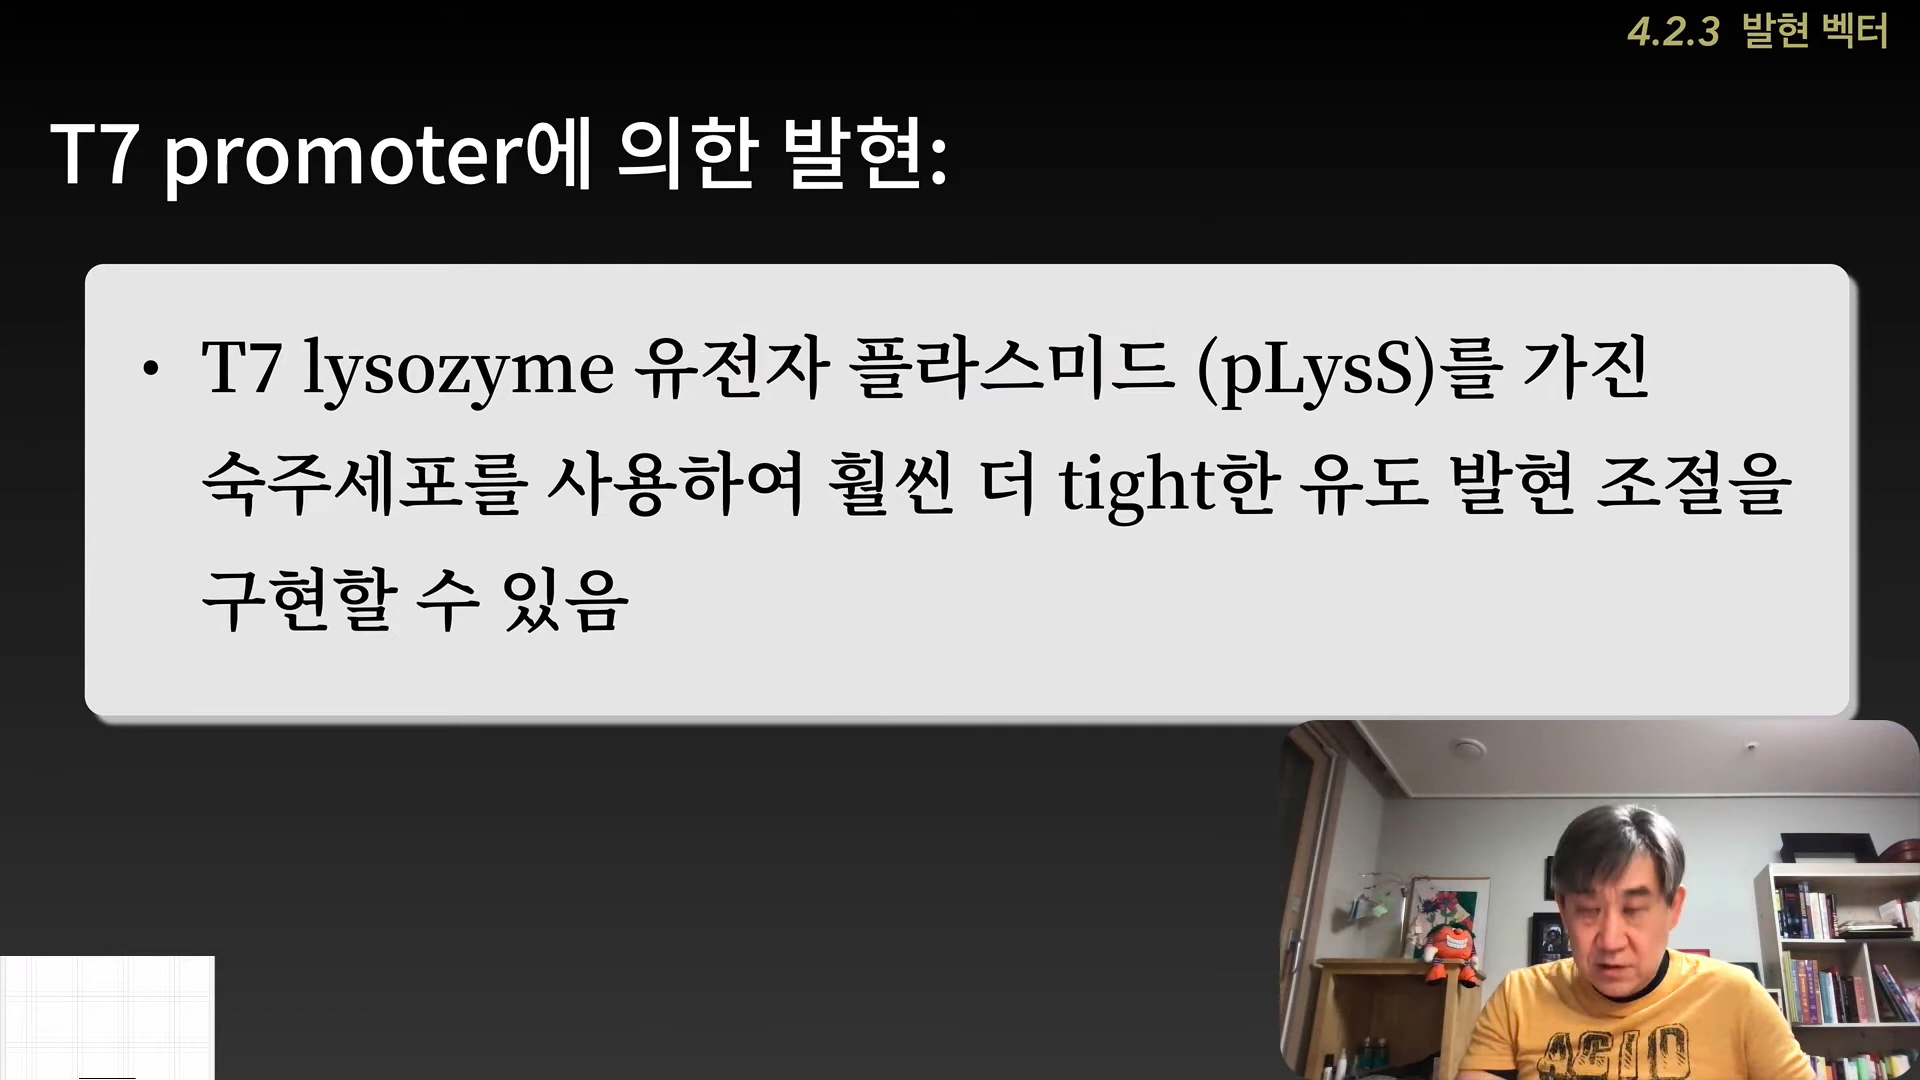 4.2.3 발현 벡터
T7 promoter에 의한 발현:
• T7 lysozyme 유전자 플라스미드 (pLysS)를 가진
숙주세포를 사용하여 훨씬 더 tight한 유도 발현 조절을
구현할 수 있음
ACID